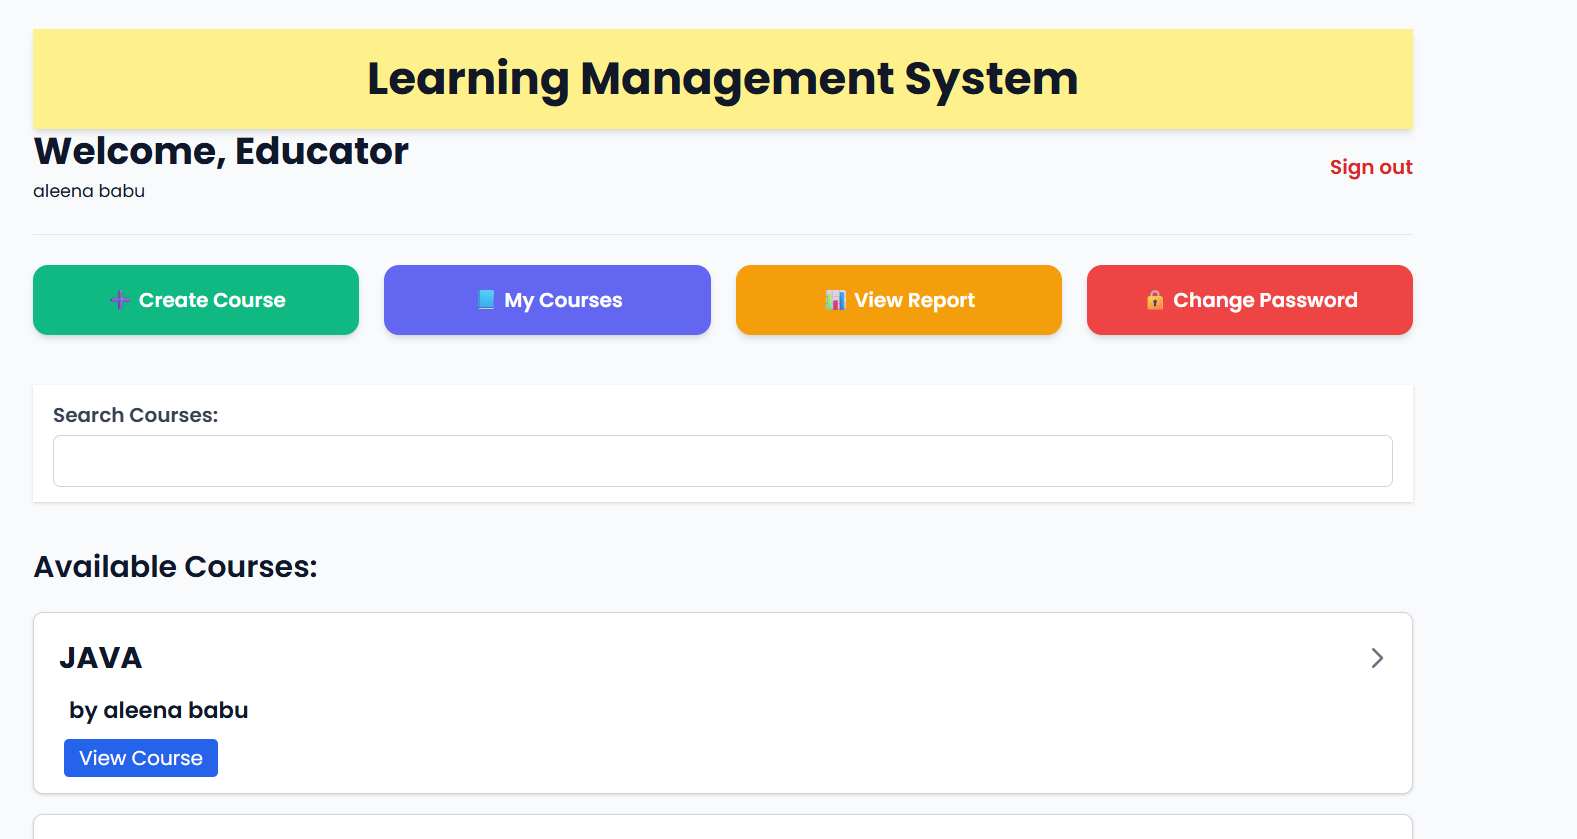 Learning Management System
Welcome, Educator
aleena babu
Sign out
➕ Create Course
📘 My Courses
📊 View Report
🔒 Change Password
Search Courses:
Available Courses:
JAVA
by aleena babu
View Course